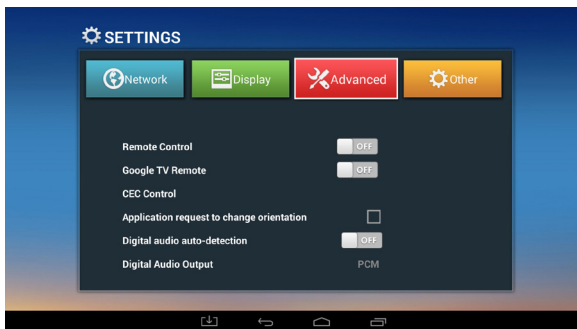 SETTINGS
Network Display Advanced Other
Remote Control OFF
Google TV Remote OFF
CEC Control
Application request to change orientation
Digital audio auto-detection OFF
Digital Audio Output PCM